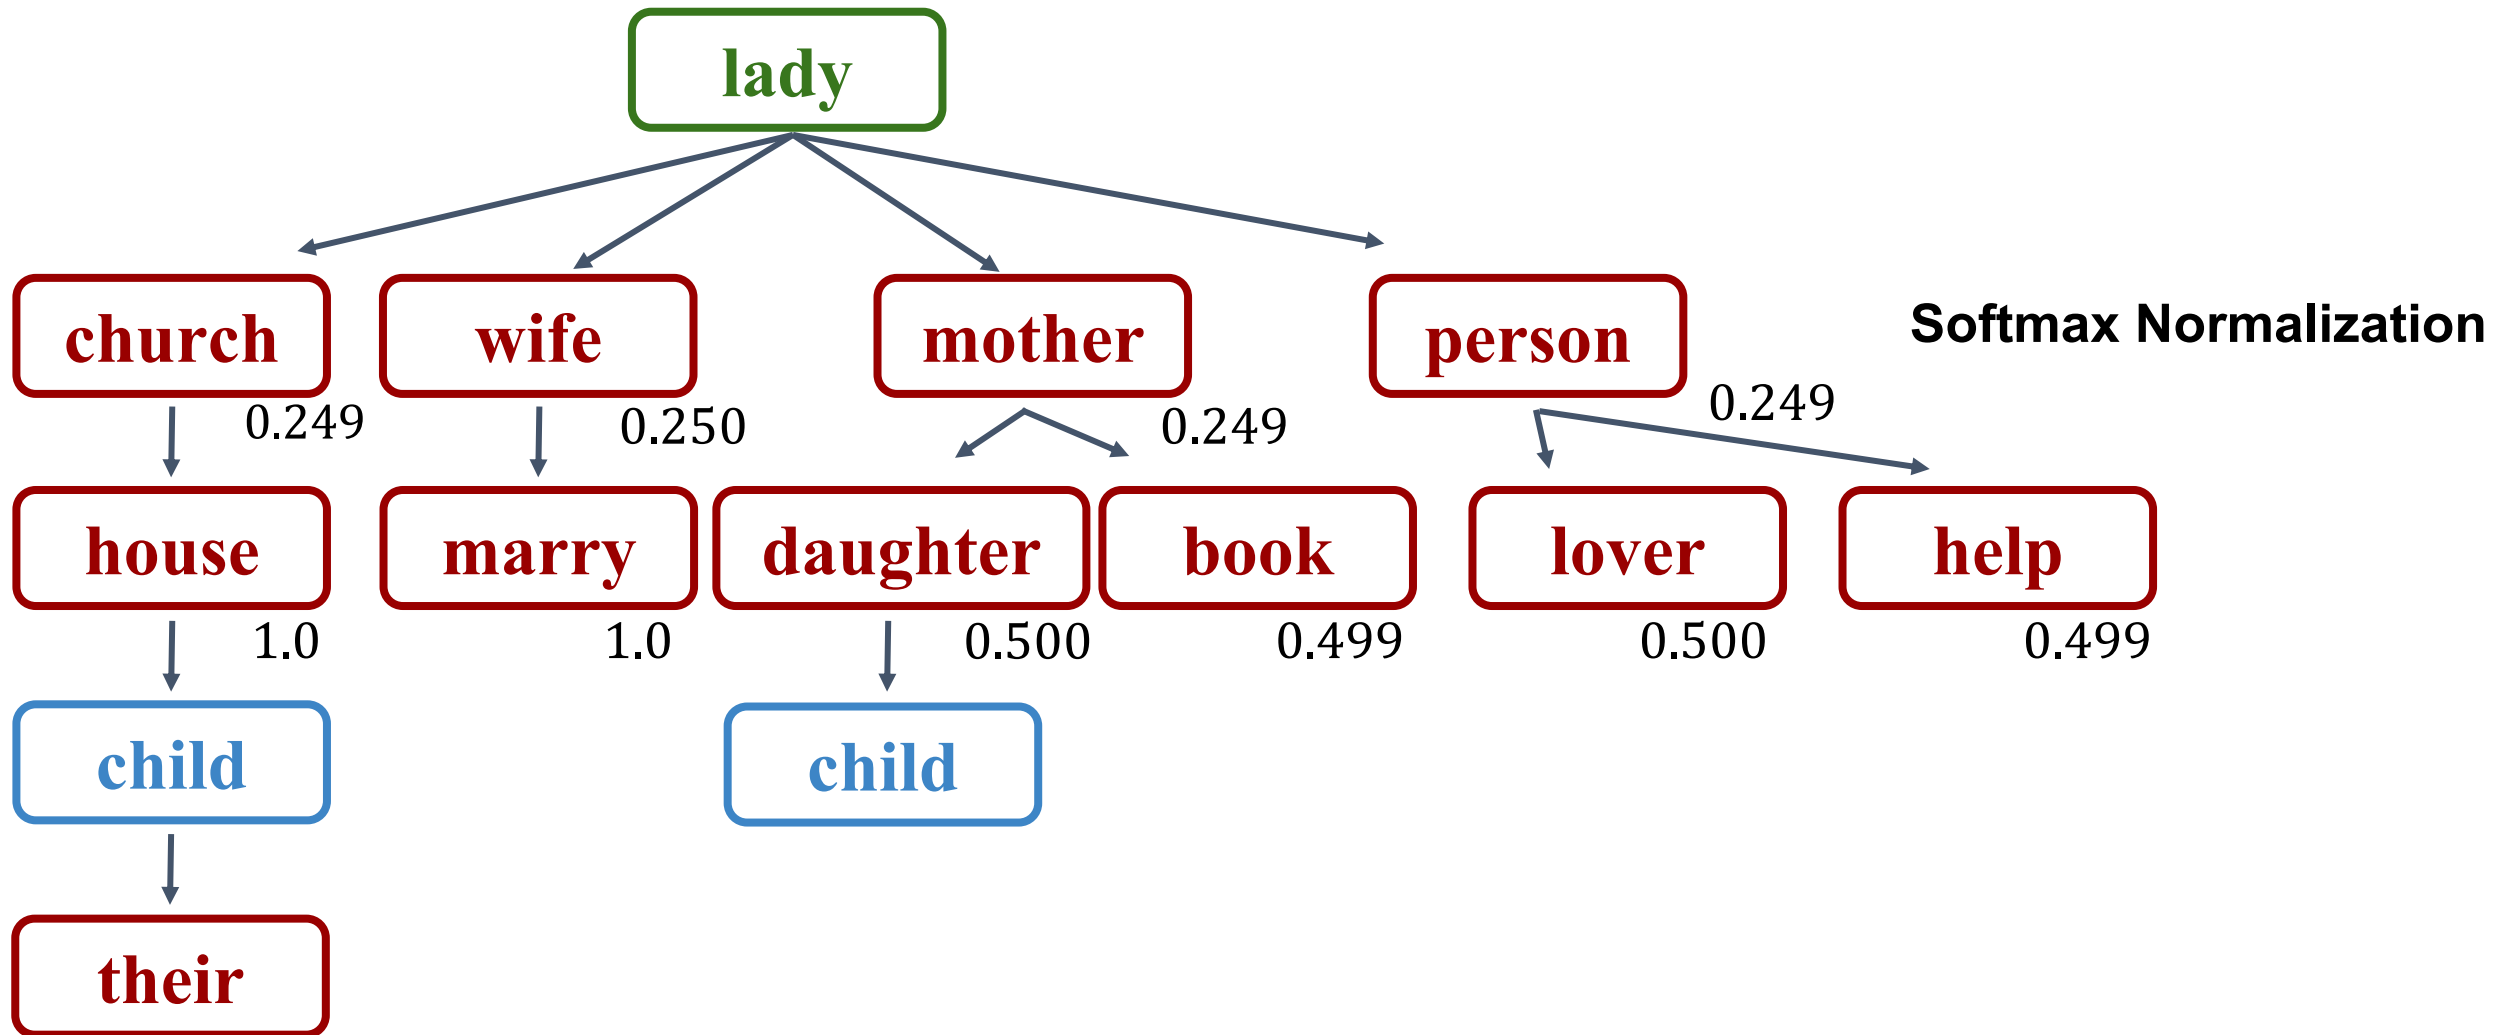 lady
church
wife
mother
person
Softmax Normalization
0.249
0.250
0.249
0.249
house
marry
daughter
book
lover
help
1.0
1.0
0.500
0.499
0.500
0.499
child
child
their